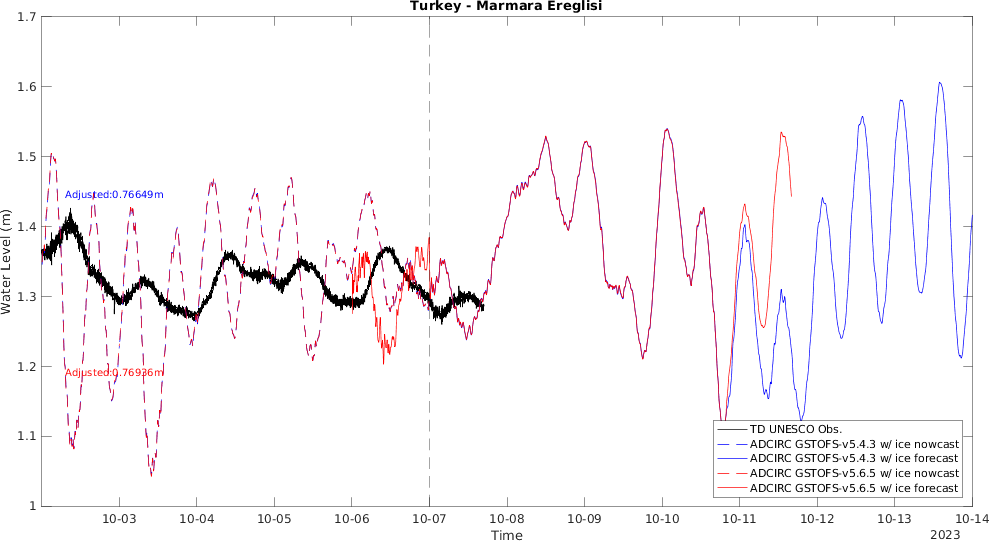 Turkey - Marmara Ereglisi
1.7
1.6
1.5
1.4
1.3
1.2
1.1
1
Water Level (m)
Adjusted:0.76649m
Adjusted:0.76936m
TD UNESCO Obs.
ADCIRC GSTOFS-v5.4.3 w/ ice nowcast
ADCIRC GSTOFS-v5.4.3 w/ ice forecast
ADCIRC GSTOFS-v5.6.5 w/ ice nowcast
ADCIRC GSTOFS-v5.6.5 w/ ice forecast
10-03 10-04 10-05 10-06 10-07 10-08 10-09 10-10 10-11 10-12 10-13 10-14
Time
2023